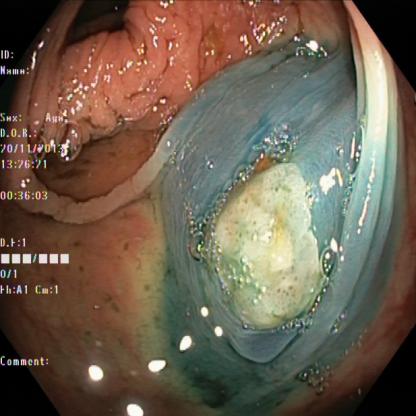 ID:
Name:
Sex: Age:
D.O.B.:
20/11/2013
13:26:21
00:36:03
D.F:1
■■■/■■■
0/1
Eh:A1 Cm:1
Comment: